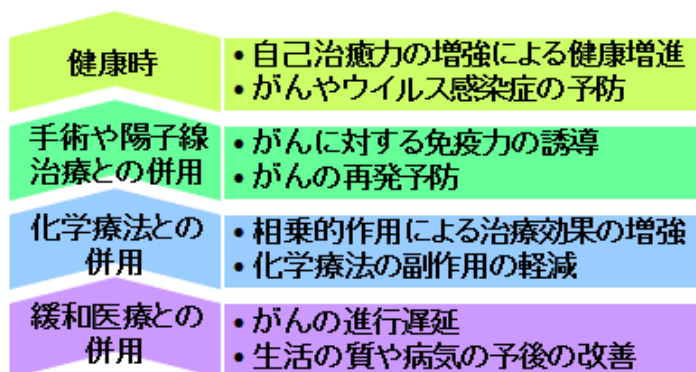 健康時
• 自己治癒力の増強による健康増進
• がんやウイルス感染症の予防
手術や陽子線
治療との併用
• がんに対する免疫力の誘導
• がんの再発予防
化学療法との
併用
• 相乗的作用による治療効果の増強
• 化学療法の副作用の軽減
緩和医療との
併用
• がんの進行遅延
• 生活の質や病気の予後の改善